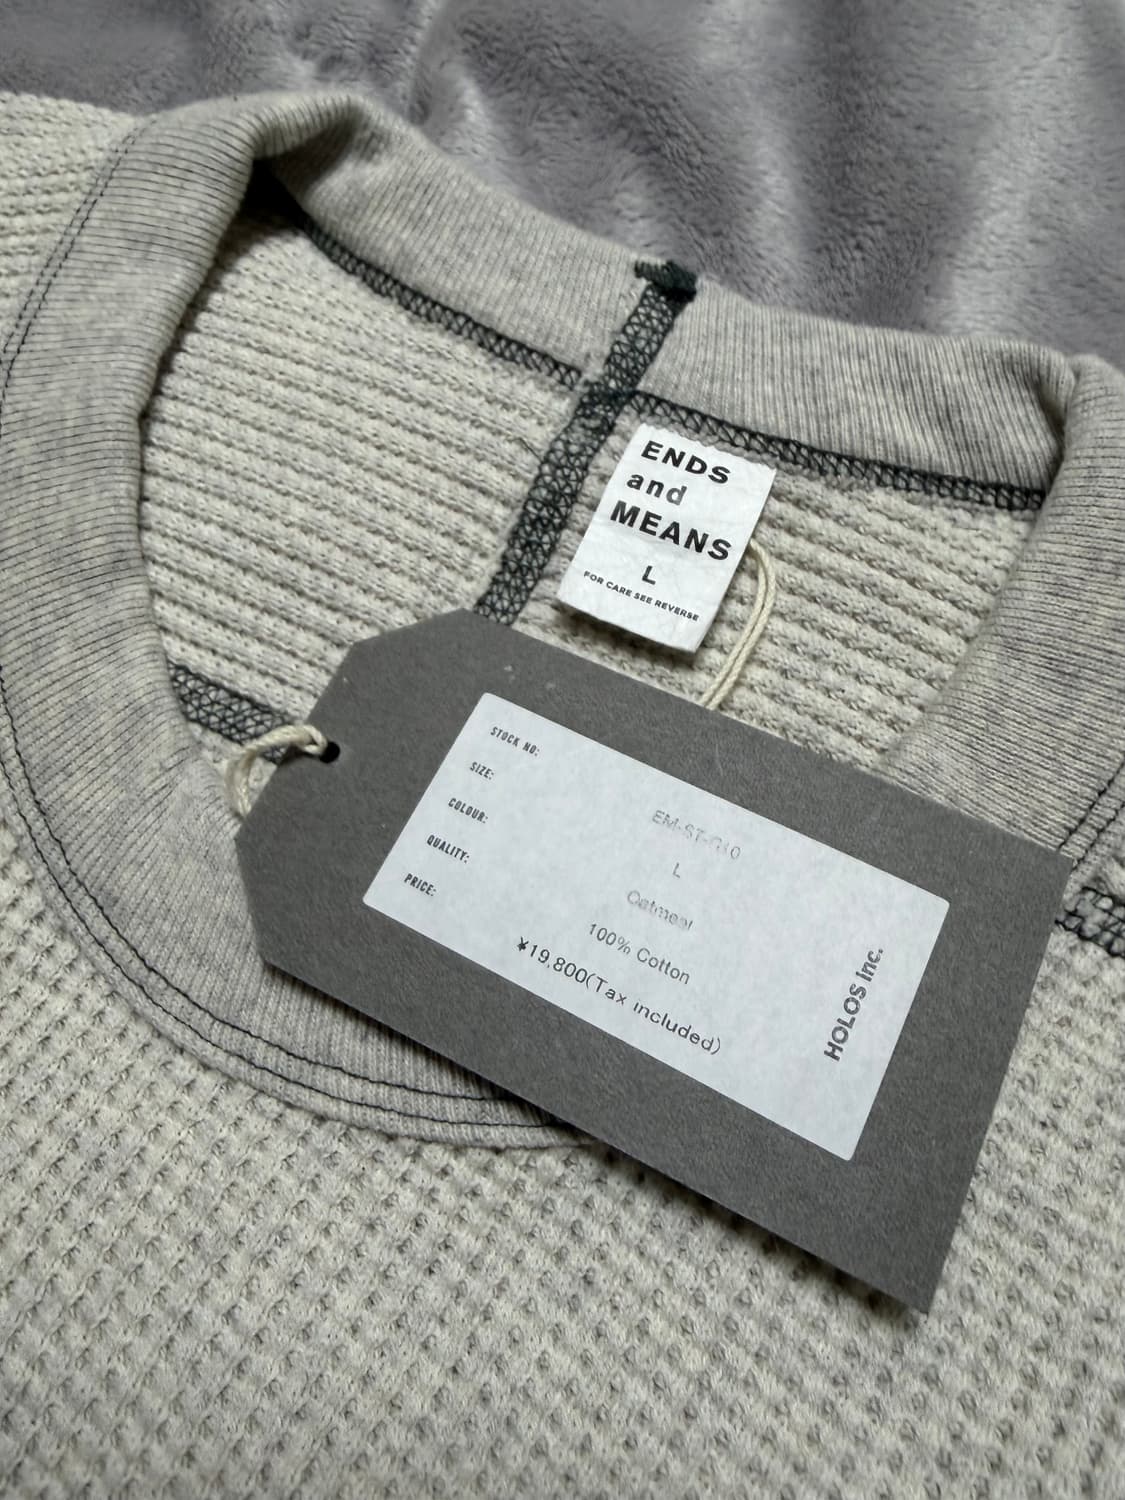 ENDS
and
MEANS
L
FOR CARE SEE REVERSE
STOCK NO:
SIZE: L
COLOUR: Oatmeal
QUALITY: 100% Cotton
PRICE: ¥19,800(Tax included)
HOLOS Inc.